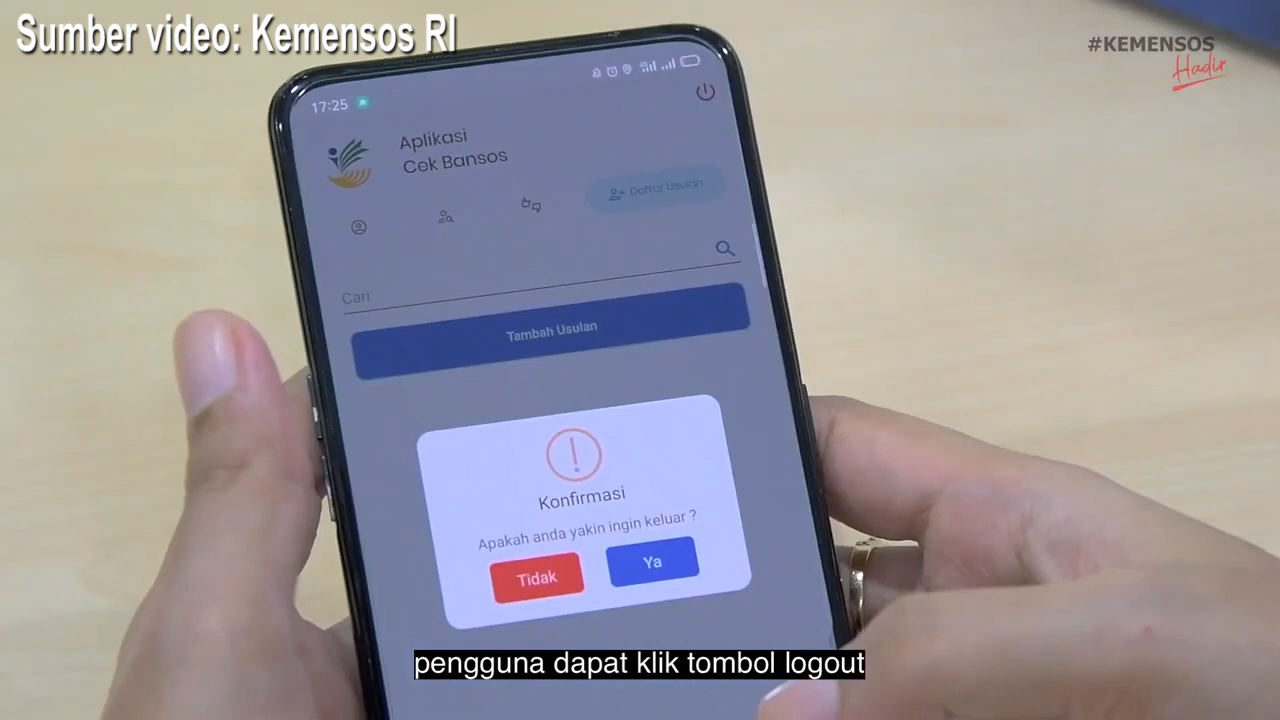 Sumber video: Kemensos RI
#KEMENSOS
Hadir
17:25
Aplikasi
Cek Bansos
Daftar Usulan
Cari
Tambah Usulan
Konfirmasi
Apakah anda yakin ingin keluar ?
Tidak
Ya
pengguna dapat klik tombol logout